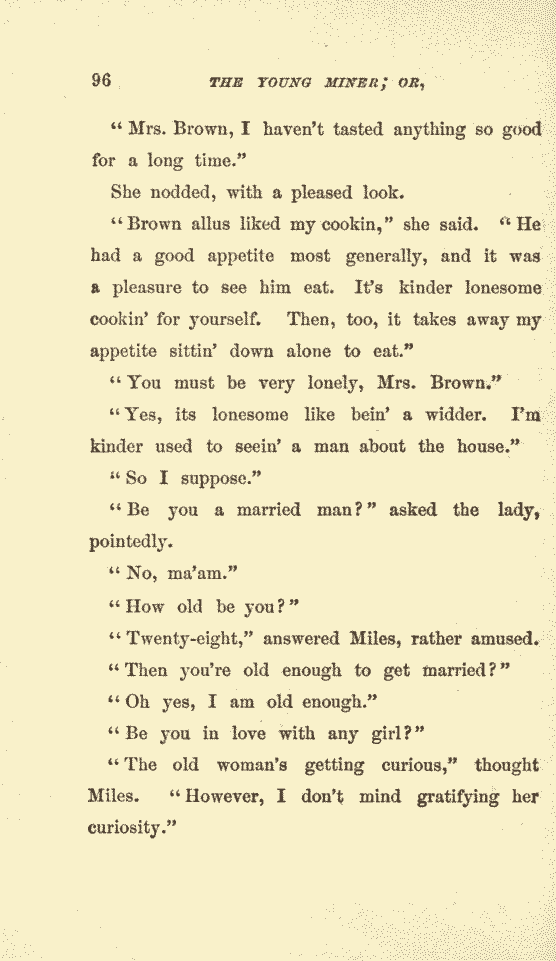 96 THE YOUNG MINER; OR,
“Mrs. Brown, I haven’t tasted anything so good
for a long time.”
She nodded, with a pleased look.
“Brown allus liked my cookin,” she said. “He
had a good appetite most generally, and it was
a pleasure to see him eat. It’s kinder lonesome
cookin’ for yourself. Then, too, it takes away my
appetite sittin’ down alone to eat.”
“You must be very lonely, Mrs. Brown.”
“Yes, its lonesome like bein’ a widder. I’m
kinder used to seein’ a man about the house.”
“So I suppose.”
“Be you a married man?” asked the lady,
pointedly.
“No, ma’am.”
“How old be you?”
“Twenty-eight,” answered Miles, rather amused.
“Then you’re old enough to get married?”
“Oh yes, I am old enough.”
“Be you in love with any girl?”
“The old woman’s getting curious,” thought
Miles. “However, I don’t mind gratifying her
curiosity.”